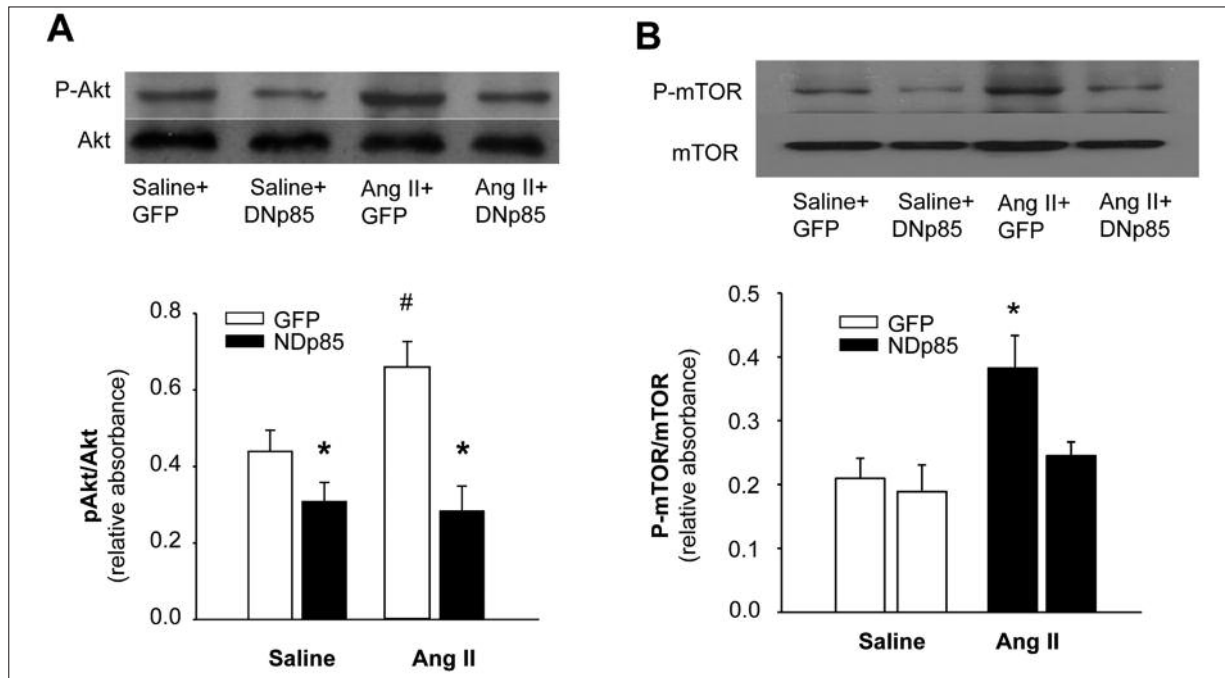 A
P-Akt
Akt
Saline+ Saline+ Ang II+ Ang II+
GFP DNp85 GFP DNp85
0.8
0.6
0.4
0.2
0.0
pAkt/Akt
(relative absorbance)
GFP
NDp85
#
*
*
Saline Ang II
B
P-mTOR
mTOR
Saline+ Saline+ Ang II+ Ang II+
GFP DNp85 GFP DNp85
0.5
0.4
0.3
0.2
0.1
0.0
P-mTOR/mTOR
(relative absorbance)
GFP
NDp85
*
Saline Ang II